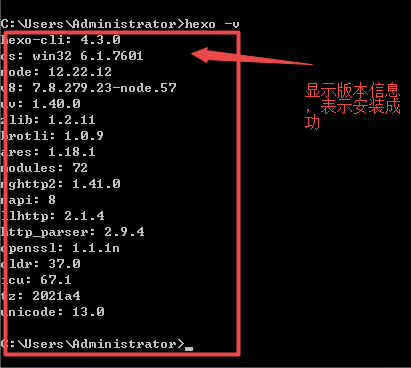 C:\Users\Administrator>hexo -v
hexo-cli: 4.3.0
os: win32 6.1.7601
node: 12.22.12
v8: 7.8.279.23-node.57
uv: 1.40.0
zlib: 1.2.11
brotli: 1.0.9
ares: 1.18.1
modules: 72
nghttp2: 1.41.0
napi: 8
llhttp: 2.1.4
http_parser: 2.9.4
openssl: 1.1.1n
cldr: 37.0
icu: 67.1
tz: 2021a4
unicode: 13.0
C:\Users\Administrator>_
显示版本信息
，表示安装成
功